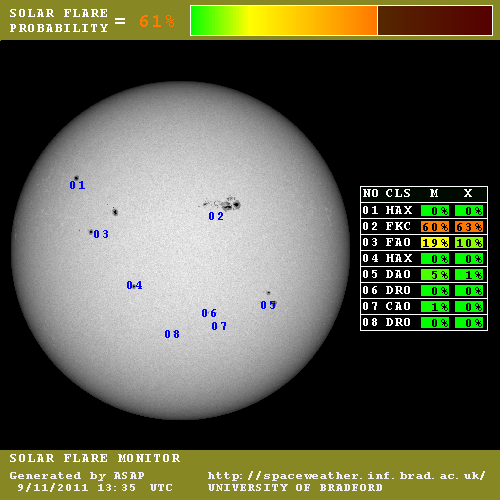 SOLAR FLARE
PROBABILITY = 61%
01
02
03
04
05
06
07
08
NO CLS M X
01 HAX 0% 0%
02 FKC 60% 63%
03 FAO 19% 10%
04 HAX 0% 0%
05 DAO 5% 1%
06 DRO 0% 0%
07 CAO 1% 0%
08 DRO 0% 0%
SOLAR FLARE MONITOR
Generated by ASAP http://spaceweather.inf.brad.ac.uk/
9/11/2011 13:35 UTC UNIVERSITY OF BRADFORD